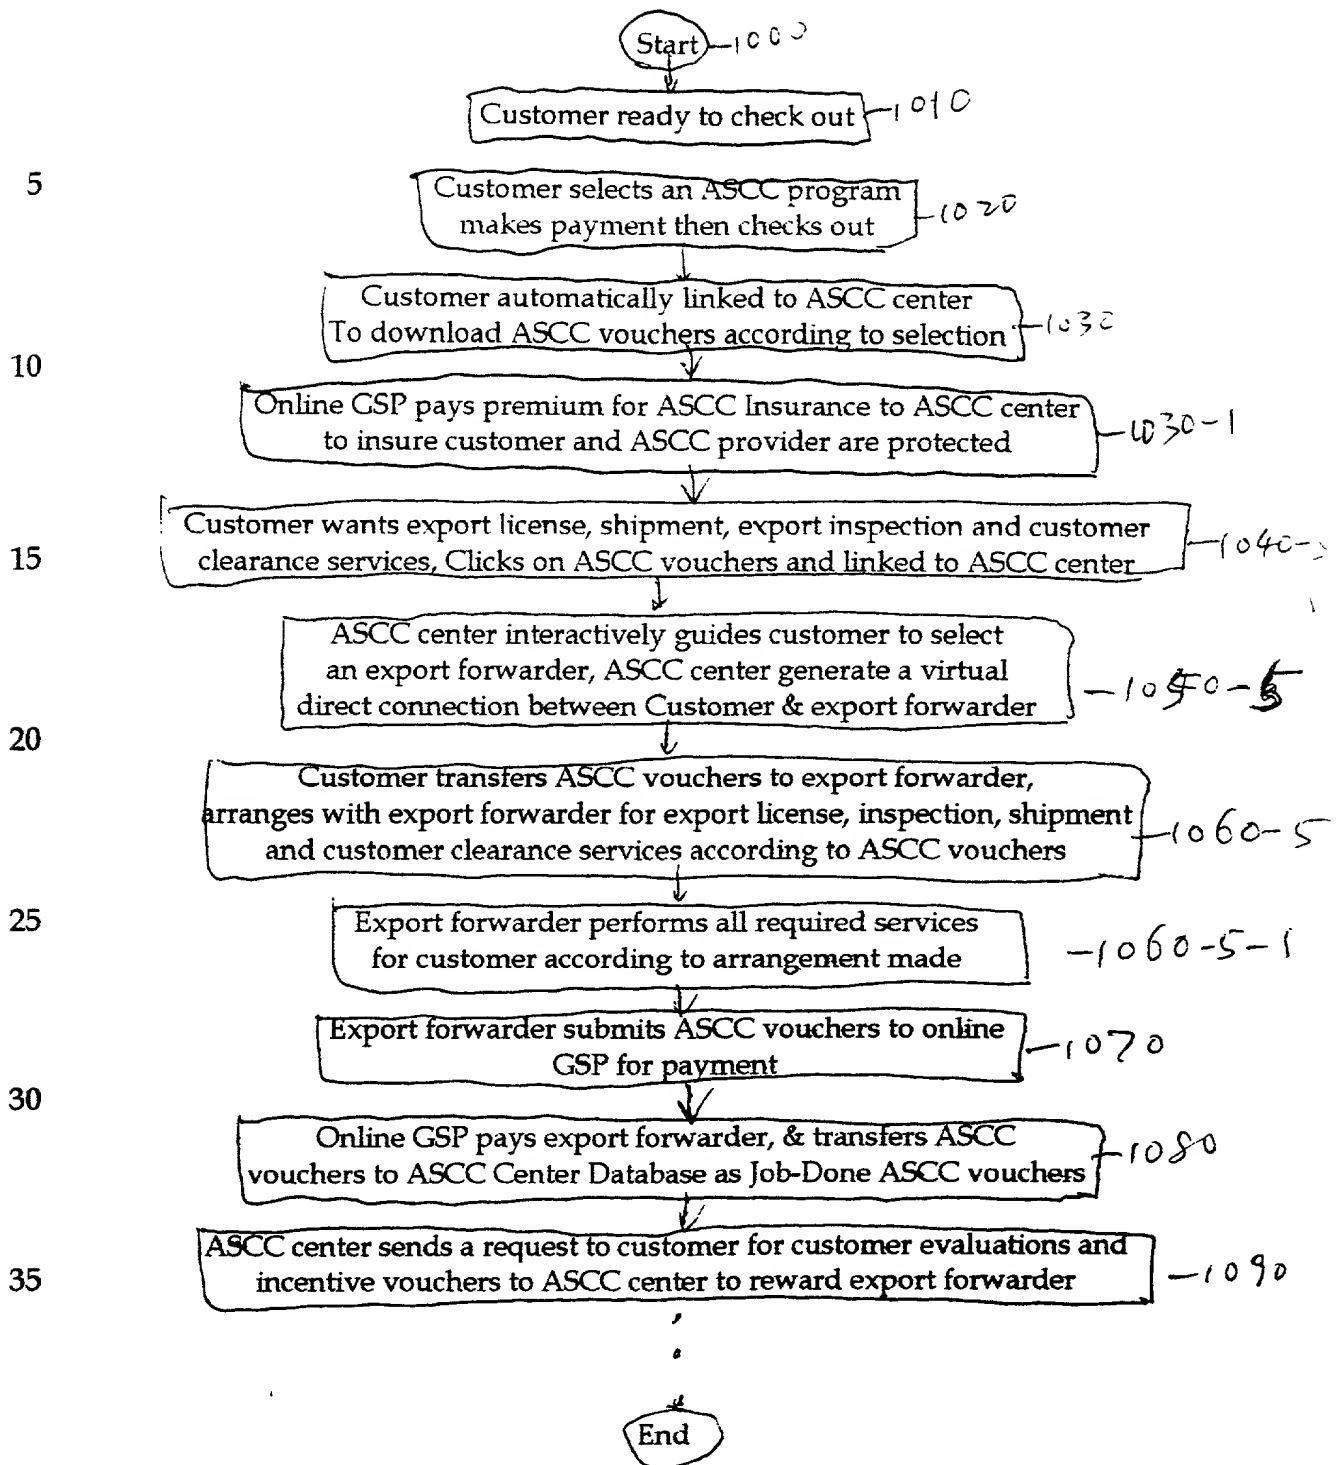 Start 1000
Customer ready to check out 1010
5
Customer selects an ASCC program
makes payment then checks out 1020
Customer automatically linked to ASCC center
To download ASCC vouchers according to selection 1030
10
Online GSP pays premium for ASCC Insurance to ASCC center
to insure customer and ASCC provider are protected 1030-1
Customer wants export license, shipment, export inspection and customer
clearance services, Clicks on ASCC vouchers and linked to ASCC center 1040-
15
ASCC center interactively guides customer to select
an export forwarder, ASCC center generate a virtual
direct connection between Customer & export forwarder 1050-5
20
Customer transfers ASCC vouchers to export forwarder,
arranges with export forwarder for export license, inspection, shipment
and customer clearance services according to ASCC vouchers 1060-5
25
Export forwarder performs all required services
for customer according to arrangement made 1060-5-1
Export forwarder submits ASCC vouchers to online
GSP for payment 1070
30
Online GSP pays export forwarder, & transfers ASCC
vouchers to ASCC Center Database as Job-Done ASCC vouchers 1080
ASCC center sends a request to customer for customer evaluations and
35
incentive vouchers to ASCC center to reward export forwarder 1090
End